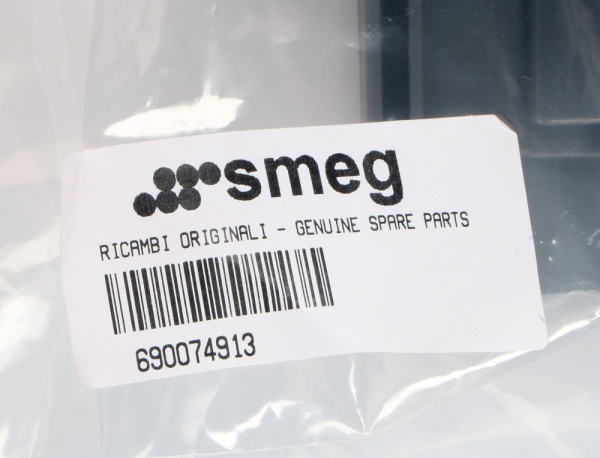 smeg
RICAMBI ORIGINALI - GENUINE SPARE PARTS
690074913